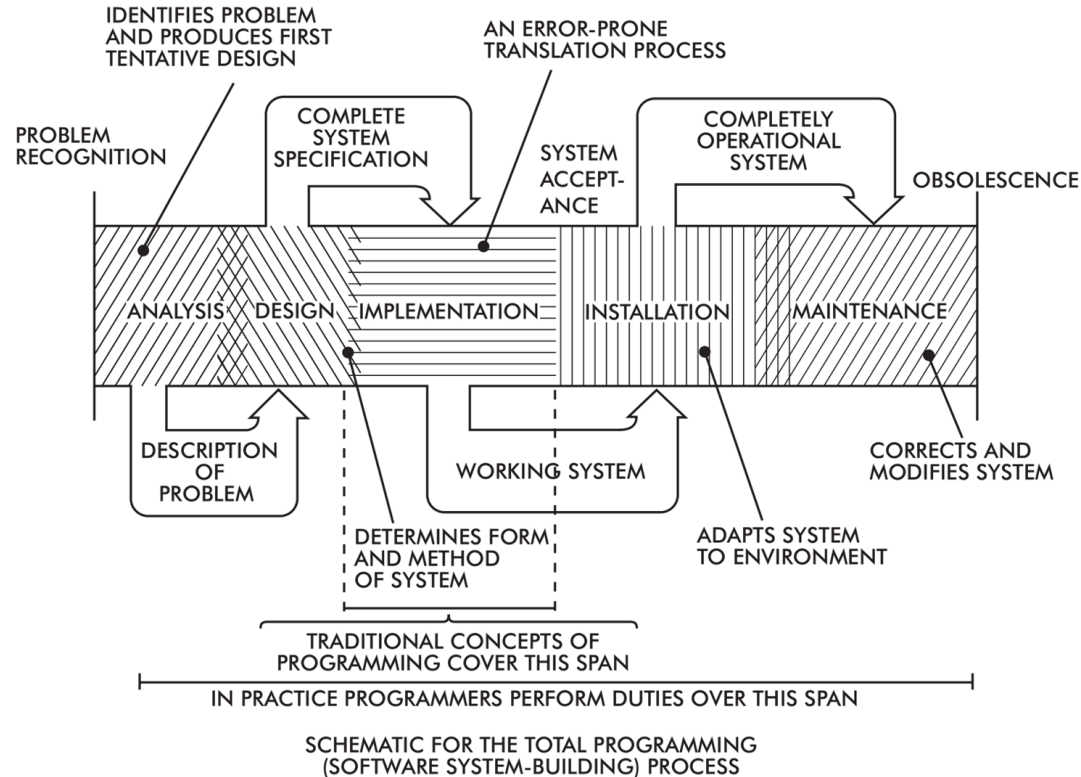 IDENTIFIES PROBLEM
AND PRODUCES FIRST
TENTATIVE DESIGN
AN ERROR-PRONE
TRANSLATION PROCESS
PROBLEM
RECOGNITION
COMPLETE
SYSTEM
SPECIFICATION
SYSTEM
ACCEPT-
ANCE
COMPLETELY
OPERATIONAL
SYSTEM
OBSOLESCENCE
ANALYSIS
DESIGN
IMPLEMENTATION
INSTALLATION
MAINTENANCE
DESCRIPTION
OF
PROBLEM
WORKING SYSTEM
CORRECTS AND
MODIFIES SYSTEM
DETERMINES FORM
AND METHOD
OF SYSTEM
ADAPTS SYSTEM
TO ENVIRONMENT
TRADITIONAL CONCEPTS OF
PROGRAMMING COVER THIS SPAN
IN PRACTICE PROGRAMMERS PERFORM DUTIES OVER THIS SPAN
SCHEMATIC FOR THE TOTAL PROGRAMMING
(SOFTWARE SYSTEM-BUILDING) PROCESS